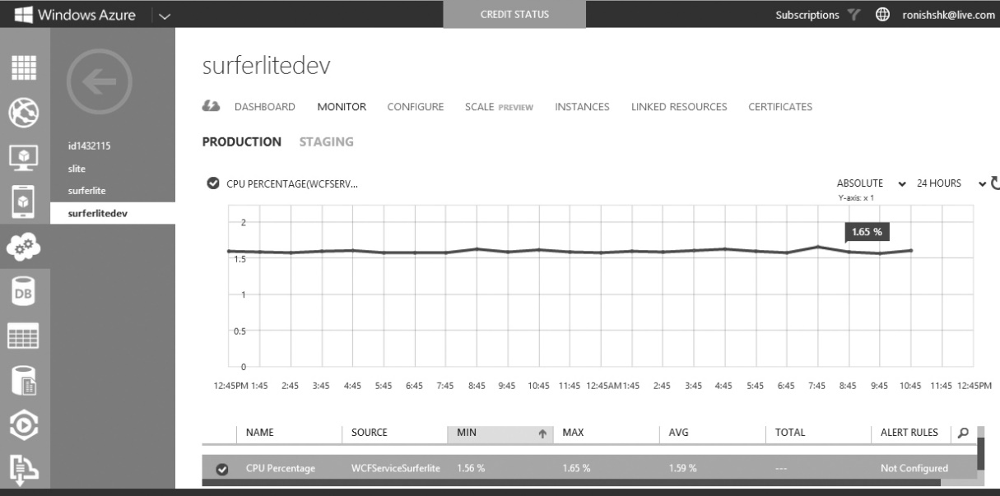 Windows Azure
CREDIT STATUS
Subscriptions
ronishshk@live.com
id1432115
slite
surferlite
surferlitedev
surferlitedev
DASHBOARD MONITOR CONFIGURE SCALE PREVIEW INSTANCES LINKED RESOURCES CERTIFICATES
PRODUCTION STAGING
CPU PERCENTAGE(WCFSERV...
ABSOLUTE 24 HOURS
Y-axis: x 1
2
1.65 %
1.5
1
0.5
0
12:45PM 1:45 2:45 3:45 4:45 5:45 6:45 7:45 8:45 9:45 10:45 11:45 12:45AM 1:45 2:45 3:45 4:45 5:45 6:45 7:45 8:45 9:45 10:45 11:45 12:45PM
NAME SOURCE MIN MAX AVG TOTAL ALERT RULES
CPU Percentage WCFServiceSurferlite 1.56 % 1.65 % 1.59 % --- Not Configured
DB